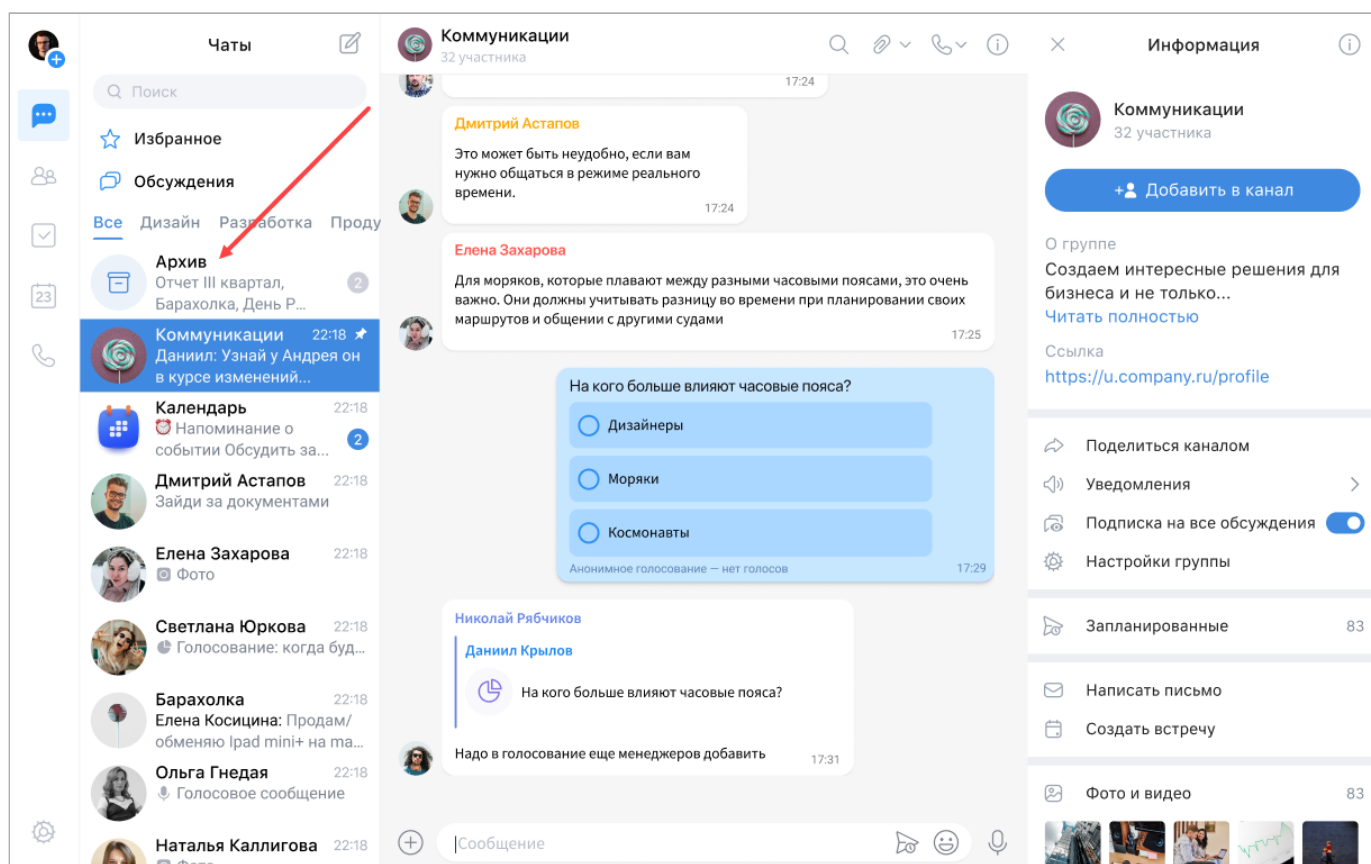 Чаты
Поиск
Избранное
Обсуждения
Все Дизайн Разработка Проду
Архив
Отчет III квартал,
Барахолка, День Р...
2
Коммуникации 22:18
Даниил: Узнай у Андрея он
в курсе изменений...
Календарь 22:18
Напоминание о
событии Обсудить за...
2
Дмитрий Астапов 22:18
Зайди за документами
Елена Захарова 22:18
Фото
Светлана Юркова 22:18
Голосование: когда буд...
Барахолка 22:18
Елена Косицина: Продам/
обменяю Ipad mini+ на ma...
Ольга Гнедая 22:18
Голосовое сообщение
Наталья Каллигова 22:18
23
Коммуникации
32 участника
17:24
Дмитрий Астапов
Это может быть неудобно, если вам
нужно общаться в режиме реального
времени.
17:24
Елена Захарова
Для моряков, которые плавают между разными часовыми поясами, это очень
важно. Они должны учитывать разницу во времени при планировании своих
маршрутов и общении с другими судами
17:25
На кого больше влияют часовые пояса?
Дизайнеры
Моряки
Космонавты
Анонимное голосование — нет голосов 17:29
Николай Рябчиков
Даниил Крылов
На кого больше влияют часовые пояса?
Надо в голосование еще менеджеров добавить 17:31
Сообщение
Информация
Коммуникации
32 участника
Добавить в канал
О группе
Создаем интересные решения для
бизнеса и не только...
Читать полностью
Ссылка
https://u.company.ru/profile
Поделиться каналом
Уведомления
Подписка на все обсуждения
Настройки группы
Запланированные 83
Написать письмо
Создать встречу
Фото и видео 83